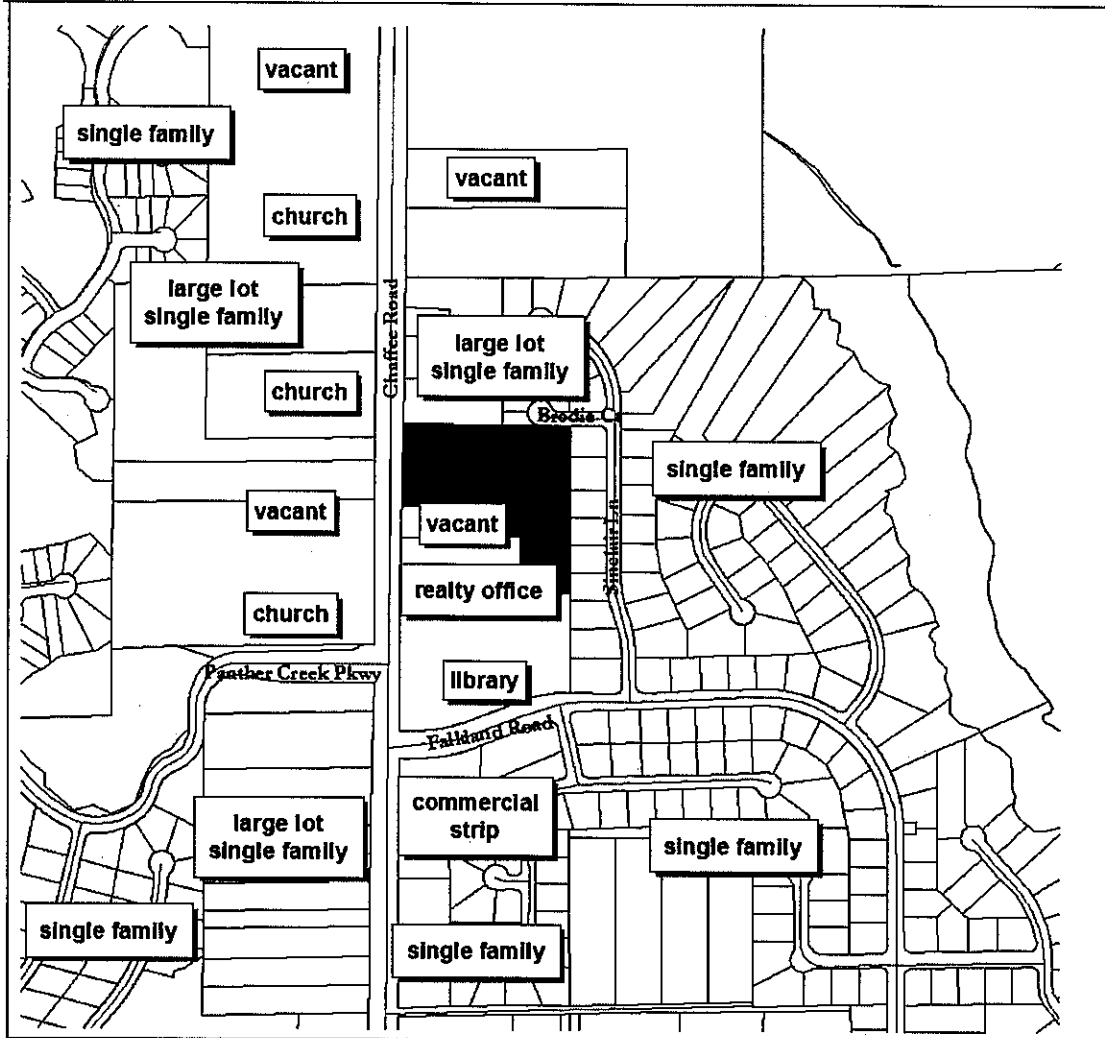 vacant
single family
vacant
church
large lot
single family
Chaffee Road
large lot
single family
church
Brodie Ct
single family
vacant
vacant
Sinclair Ln
realty office
church
Panther Creek Pkwy
library
Falkland Road
commercial
strip
large lot
single family
single family
single family
single family